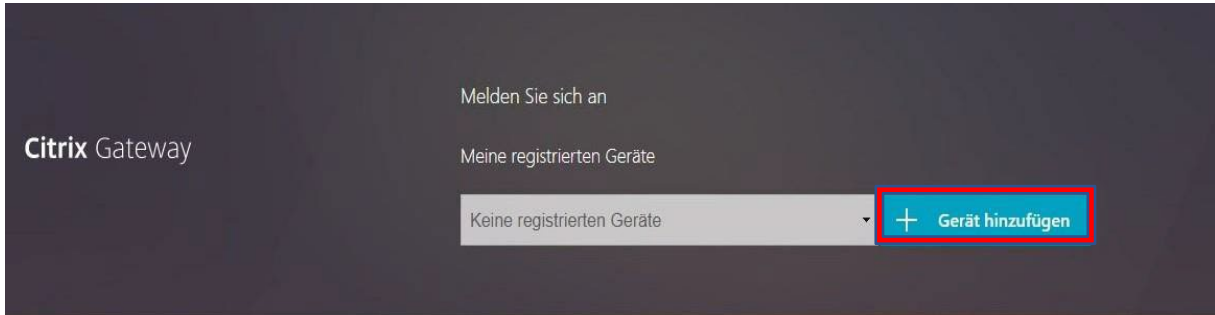 Melden Sie sich an
Citrix Gateway
Meine registrierten Geräte
Keine registrierten Geräte
+ Gerät hinzufügen